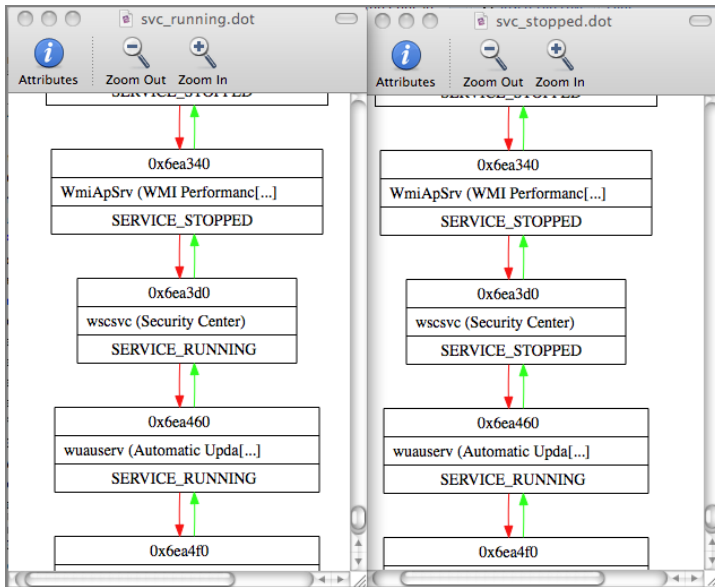 svc_running.dot
Attributes
Zoom Out
Zoom In
SERVICE_STOPPED
0x6ea340
WmiApSrv (WMI Performanc[...]
SERVICE_STOPPED
0x6ea3d0
wscsvc (Security Center)
SERVICE_RUNNING
0x6ea460
wuauserv (Automatic Upda[...]
SERVICE_RUNNING
0x6ea4f0
svc_stopped.dot
Attributes
Zoom Out
Zoom In
SERVICE_STOPPED
0x6ea340
WmiApSrv (WMI Performanc[...]
SERVICE_STOPPED
0x6ea3d0
wscsvc (Security Center)
SERVICE_STOPPED
0x6ea460
wuauserv (Automatic Upda[...]
SERVICE_RUNNING
0x6ea4f0